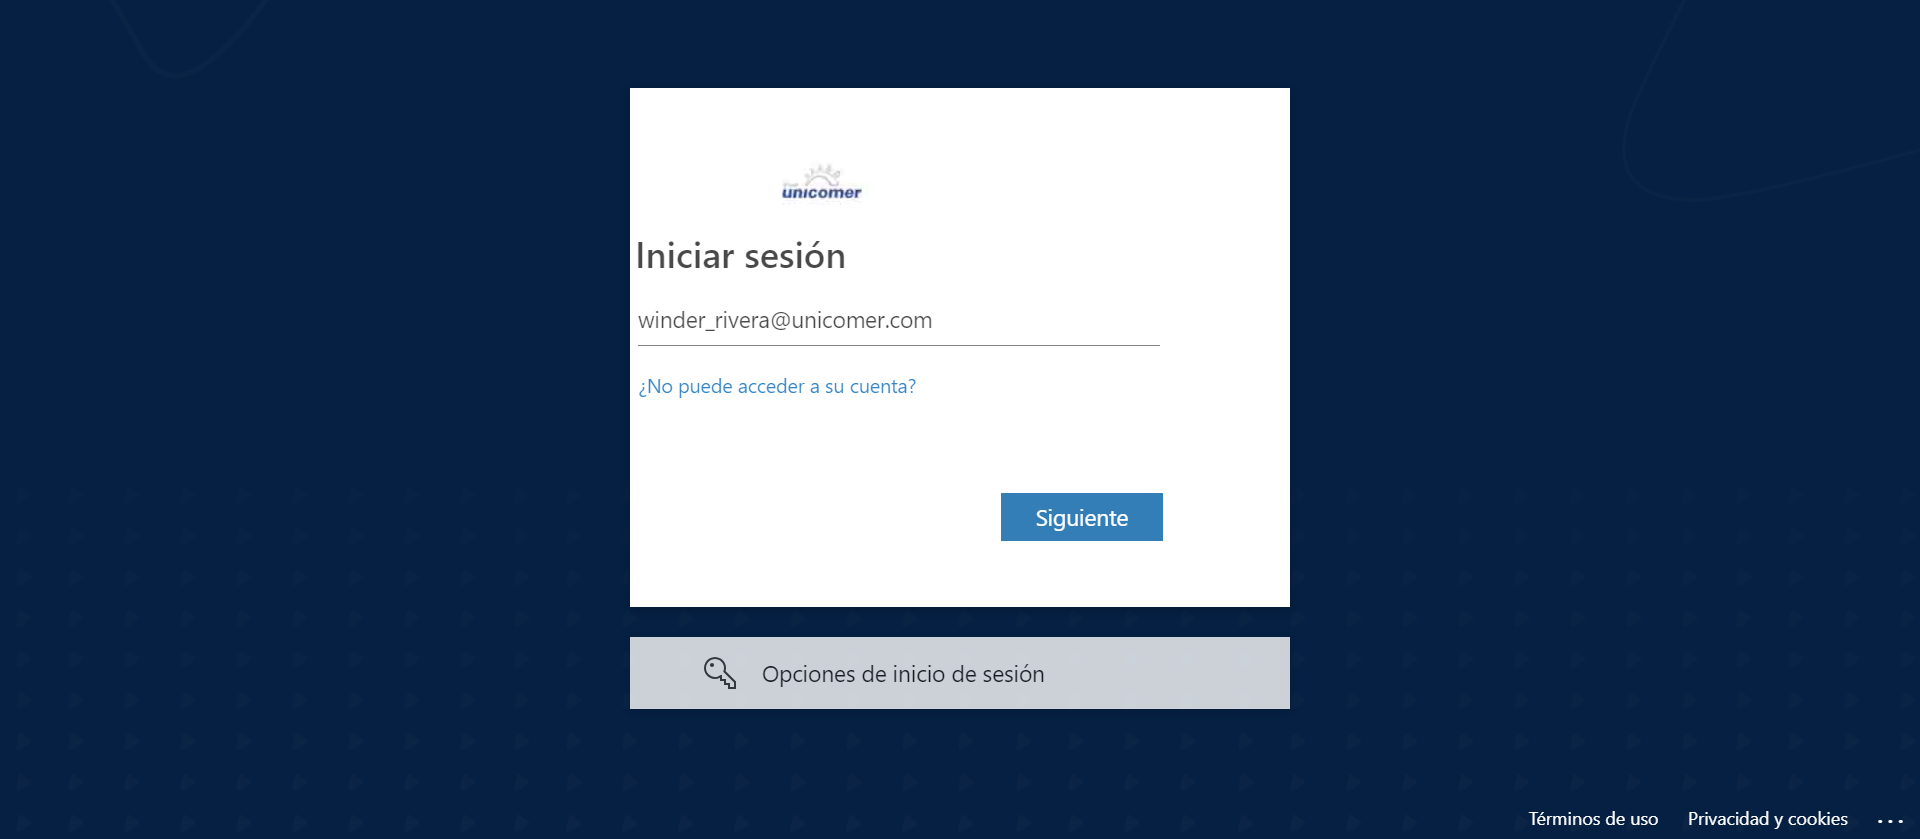 unicomer
Iniciar sesión
winder_rivera@unicomer.com
¿No puede acceder a su cuenta?
Siguiente
Opciones de inicio de sesión
Términos de uso Privacidad y cookies ...